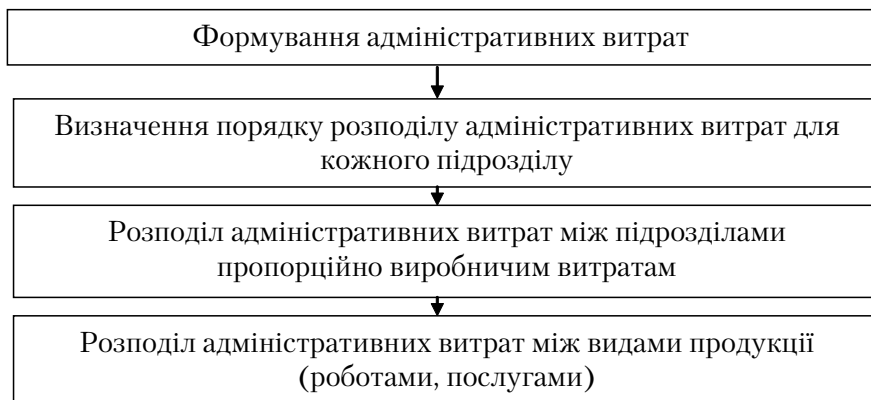 Формування адміністративних витрат
Визначення порядку розподілу адміністративних витрат для
кожного підрозділу
Розподіл адміністративних витрат між підрозділами
пропорційно виробничим витратам
Розподіл адміністративних витрат між видами продукції
(роботами, послугами)